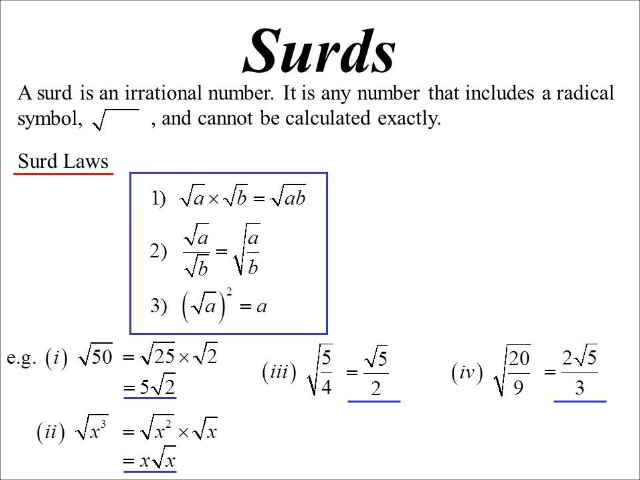 Surds
A surd is an irrational number. It is any number that includes a radical
symbol, √ , and cannot be calculated exactly.
Surd Laws
1) √a × √b = √ab
2) √a/√b = √(a/b)
3) (√a)² = a
e.g. (i) √50 = √25 × √2
= 5√2
(ii) √x³ = √x² × √x
= x√x
(iii) √(5/4) = √5/2
(iv) √(20/9) = 2√5/3